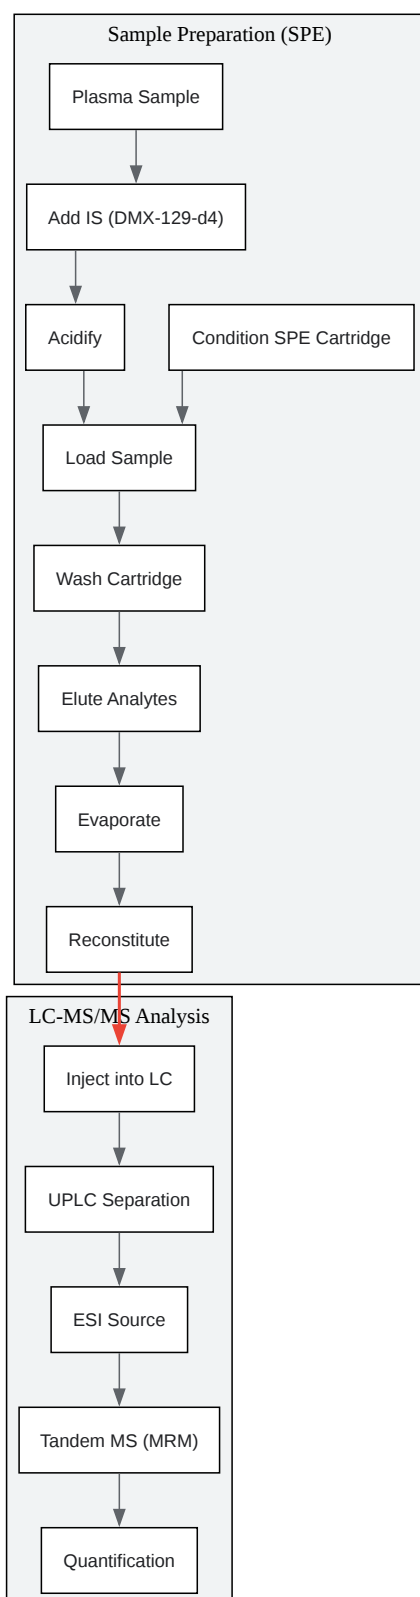 Sample Preparation (SPE)
Plasma Sample
Add IS (DMX-129-d4)
Acidify
Condition SPE Cartridge
Load Sample
Wash Cartridge
Elute Analytes
Evaporate
Reconstitute
LC-MS/MS Analysis
Inject into LC
UPLC Separation
ESI Source
Tandem MS (MRM)
Quantification